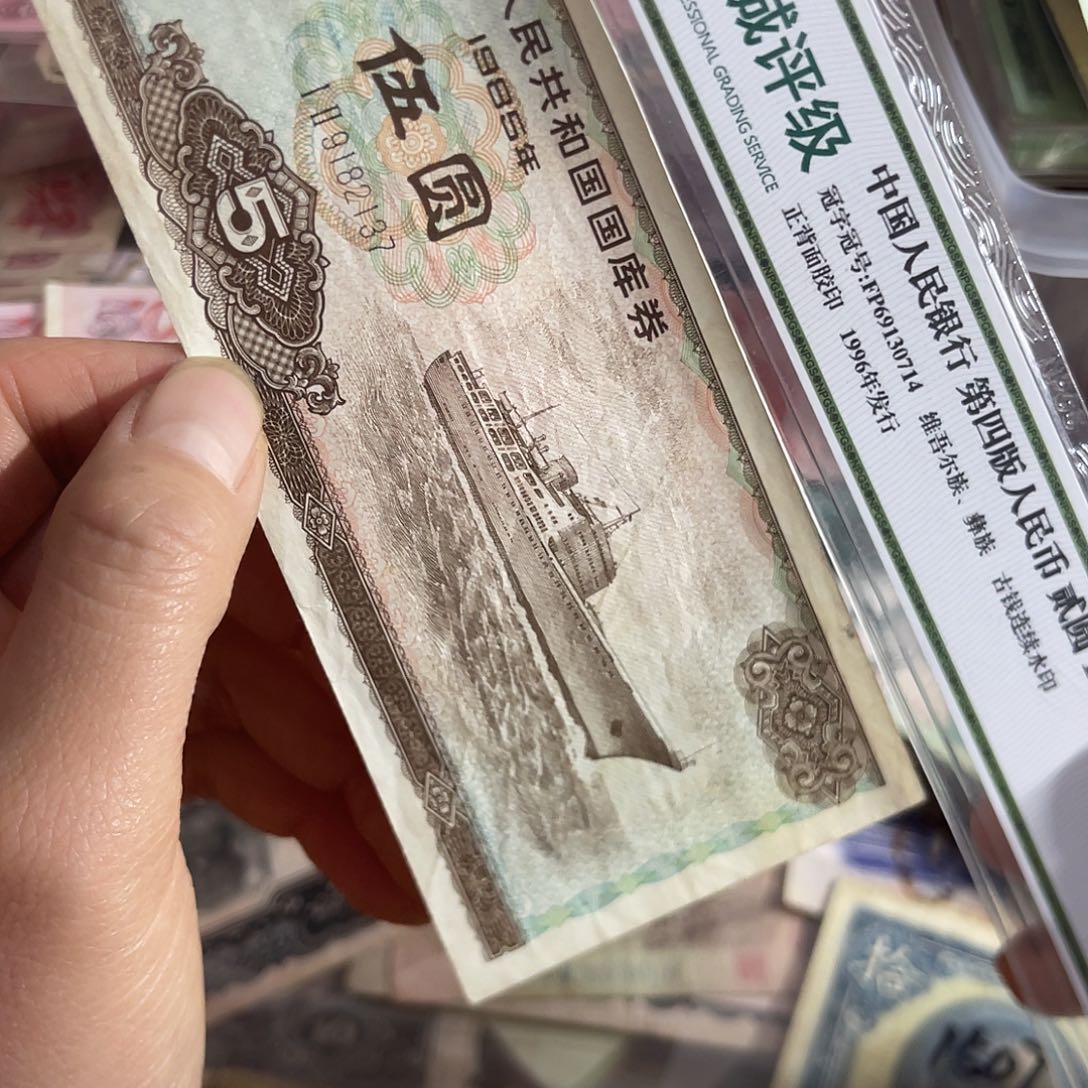 人民共和国国库券
1985年
伍圆
IH9182137
5
诚评级
ESSIONAL GRADING SERVICE
中国人民银行 第四版人民币 贰圆
冠字冠号:FP69130714 维吾尔族、彝族 古钱连续水印
正背面胶印 1996年发行
拾